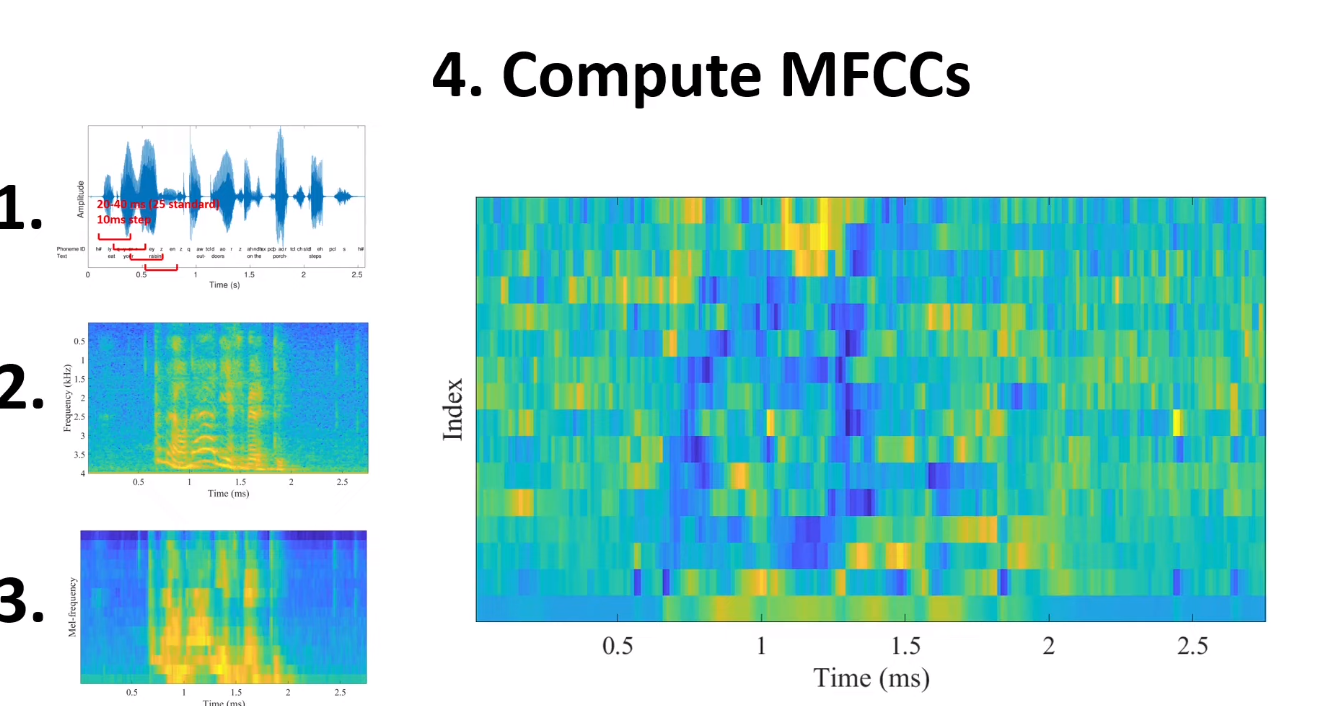 4. Compute MFCCs
1.
Amplitude
20-40 ms (25 standard)
10ms step
Phoneme ID
Text
eat your
out- doors
on the
porch
steps
0 0.5 1 1.5 2 2.5
Time (s)
2.
Frequency (kHz)
0.5
1
1.5
2
2.5
3
3.5
4
0.5 1 1.5 2 2.5
Time (ms)
3.
Mel-frequency
0.5 1 1.5 2 2.5
Time (ms)
Index
0.5 1 1.5 2 2.5
Time (ms)